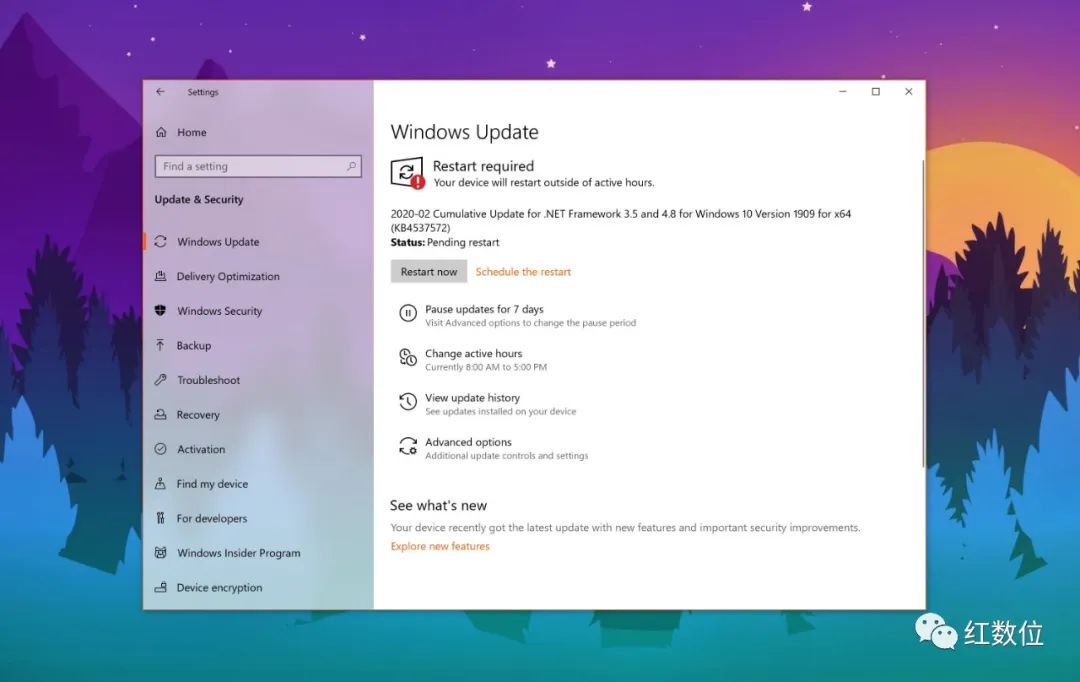 Settings
Home
Find a setting
Update & Security
Windows Update
Delivery Optimization
Windows Security
Backup
Troubleshoot
Recovery
Activation
Find my device
For developers
Windows Insider Program
Device encryption
Windows Update
Restart required
Your device will restart outside of active hours.
2020-02 Cumulative Update for .NET Framework 3.5 and 4.8 for Windows 10 Version 1909 for x64
(KB4537572)
Status: Pending restart
Restart now Schedule the restart
Pause updates for 7 days
Visit Advanced options to change the pause period
Change active hours
Currently 8:00 AM to 5:00 PM
View update history
See updates installed on your device
Advanced options
Additional update controls and settings
See what's new
Your device recently got the latest update with new features and important security improvements.
Explore new features
红数位